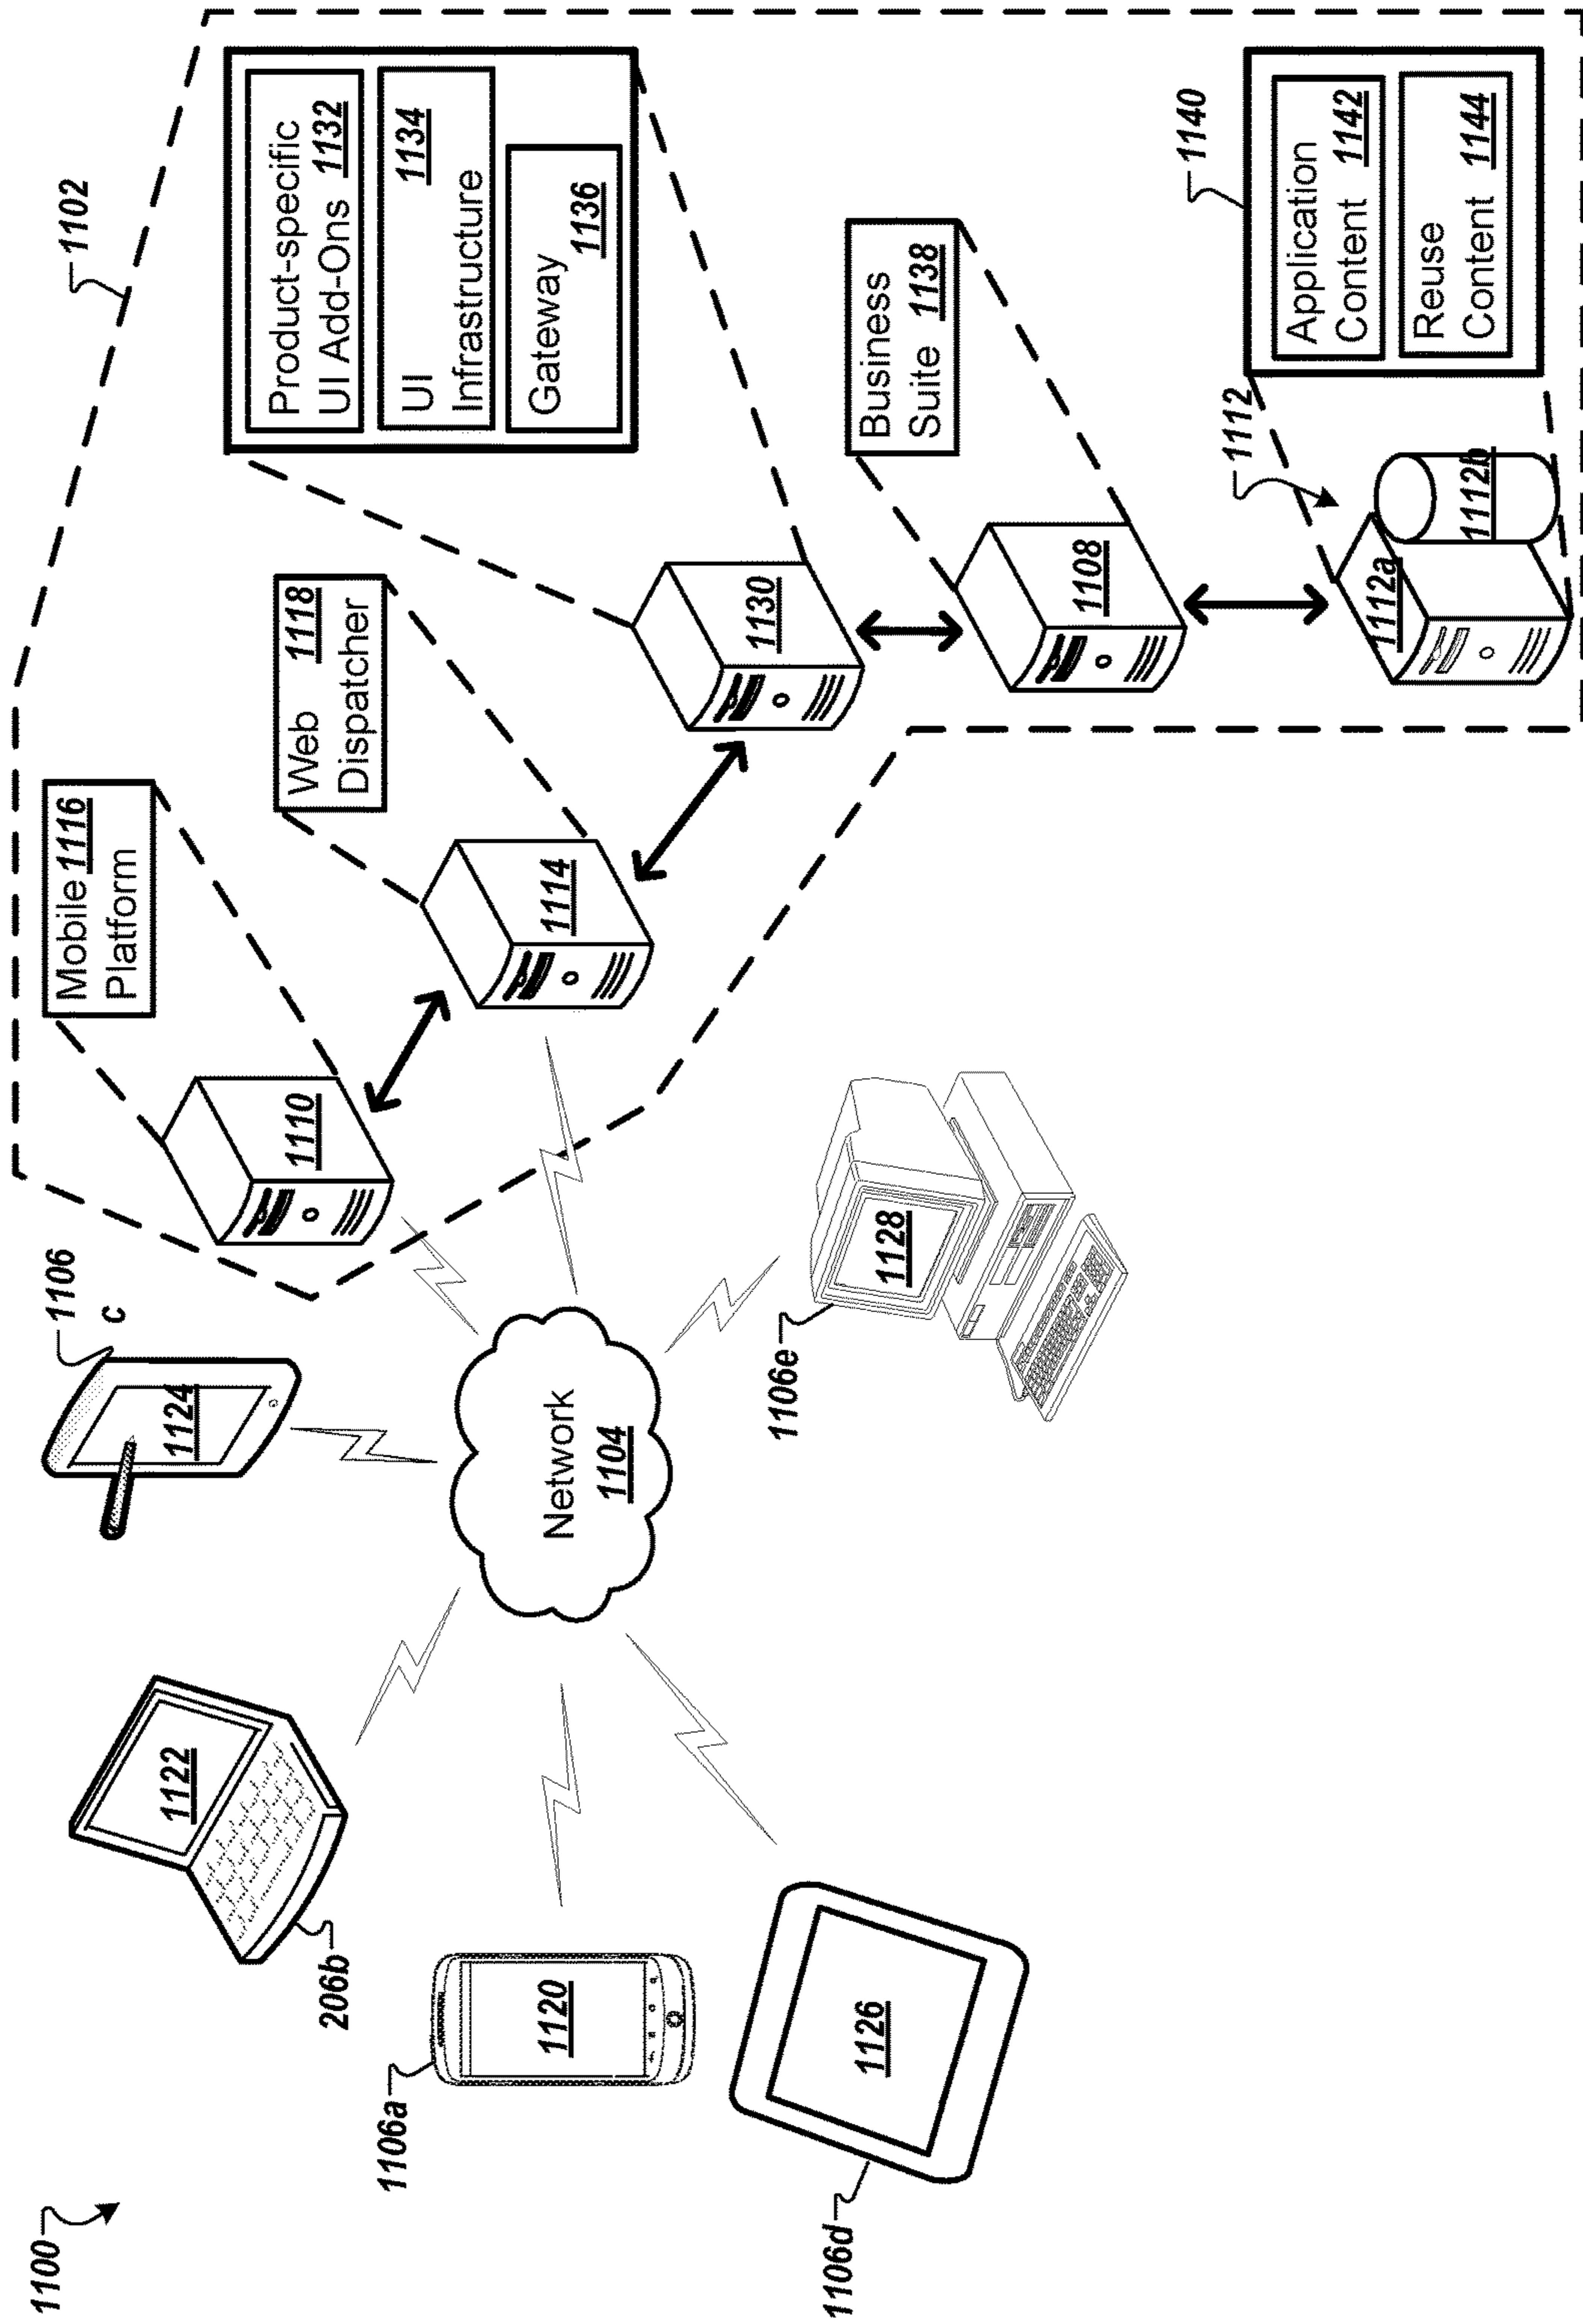 1100
1102
Mobile 1116
Platform
Web 1118
Dispatcher
Product-specific
UI Add-Ons 1132
UI 1134
Infrastructure
Gateway
1136
1110
1114
1130
Business
Suite 1138
1108
1112
1112a
1112b
1140
Application
Content 1142
Reuse
Content 1144
1106
c
1124
1122
206b
1106a
1120
Network
1104
1106d
1126
1106e
1128